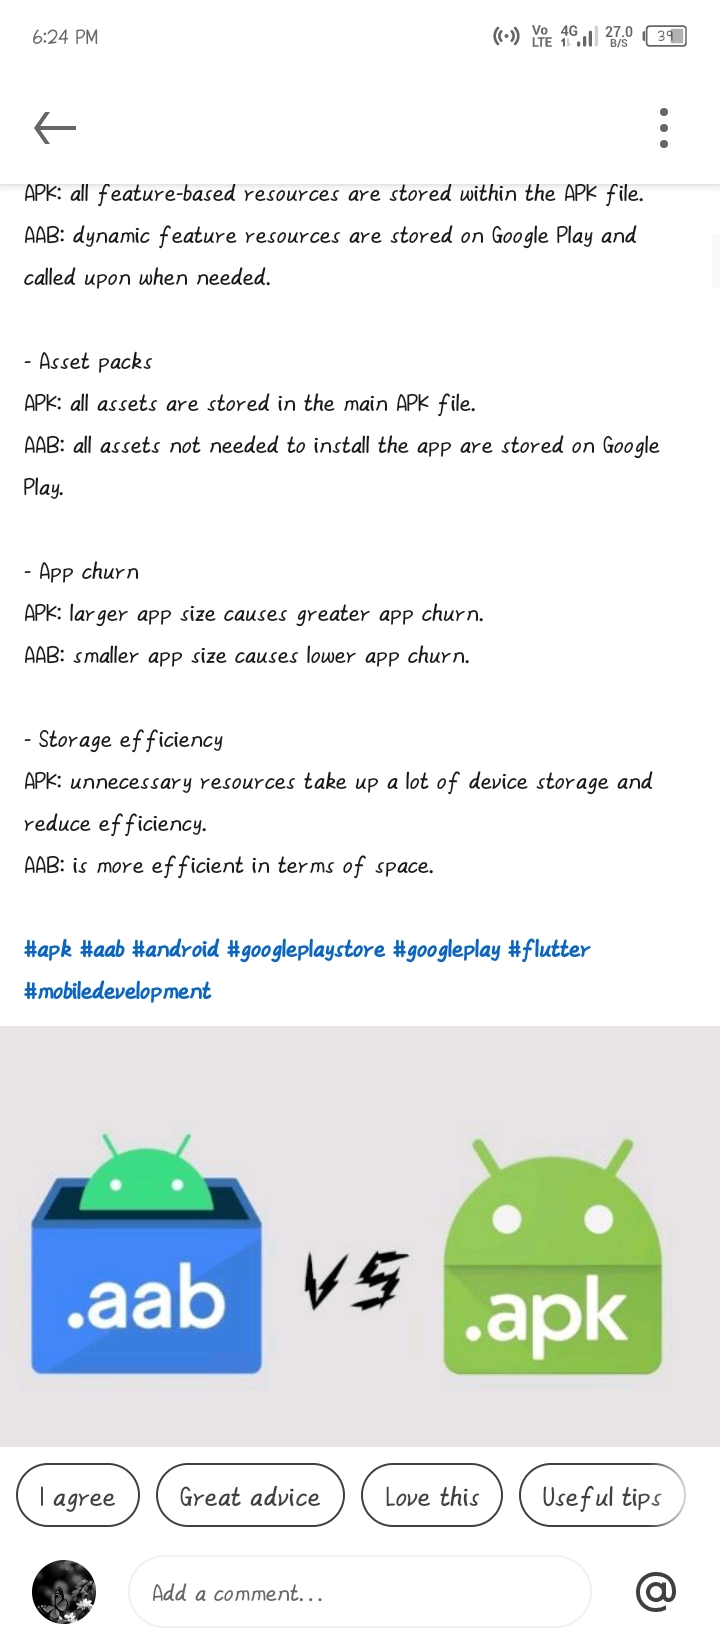 6:24 PM
Vo LTE 4G 27.0 B/S 39
APK: all feature-based resources are stored within the APK file.
AAB: dynamic feature resources are stored on Google Play and
called upon when needed.
- Asset packs
APK: all assets are stored in the main APK file.
AAB: all assets not needed to install the app are stored on Google
Play.
- App churn
APK: larger app size causes greater app churn.
AAB: smaller app size causes lower app churn.
- Storage efficiency
APK: unnecessary resources take up a lot of device storage and
reduce efficiency.
AAB: is more efficient in terms of space.
#apk #aab #android #googleplaystore #googleplay #flutter
#mobiledevelopment
.aab VS .apk
I agree Great advice Love this Useful tips
Add a comment... @